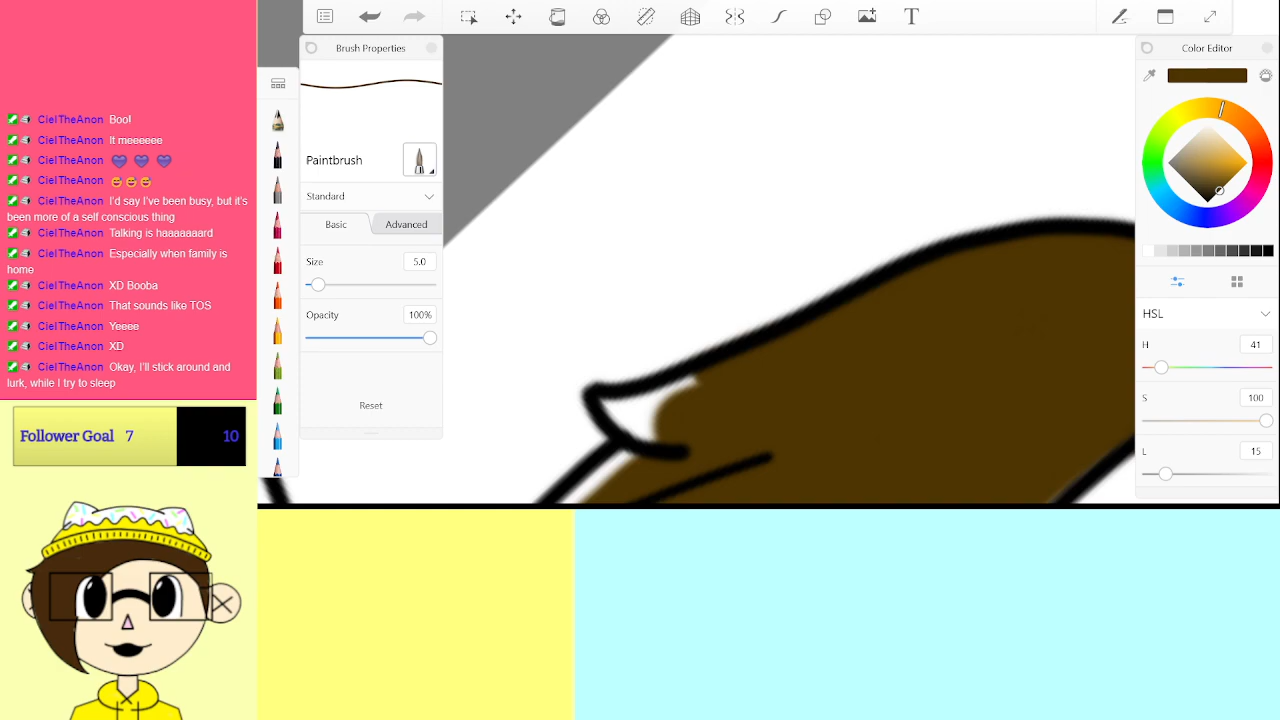 CielTheAnon Boo!
CielTheAnon It meeeeee
CielTheAnon
CielTheAnon
CielTheAnon I'd say I've been busy, but it's
been more of a self conscious thing
CielTheAnon Talking is haaaaaard
CielTheAnon Especially when family is
home
CielTheAnon XD Booba
CielTheAnon That sounds like TOS
CielTheAnon Yeeee
CielTheAnon XD
CielTheAnon Okay, I'll stick around and
lurk, while I try to sleep
Follower Goal 7 10
T
Brush Properties
Paintbrush
Standard
Basic Advanced
Size 5.0
Opacity 100%
Reset
Color Editor
HSL
H 41
S 100
L 15